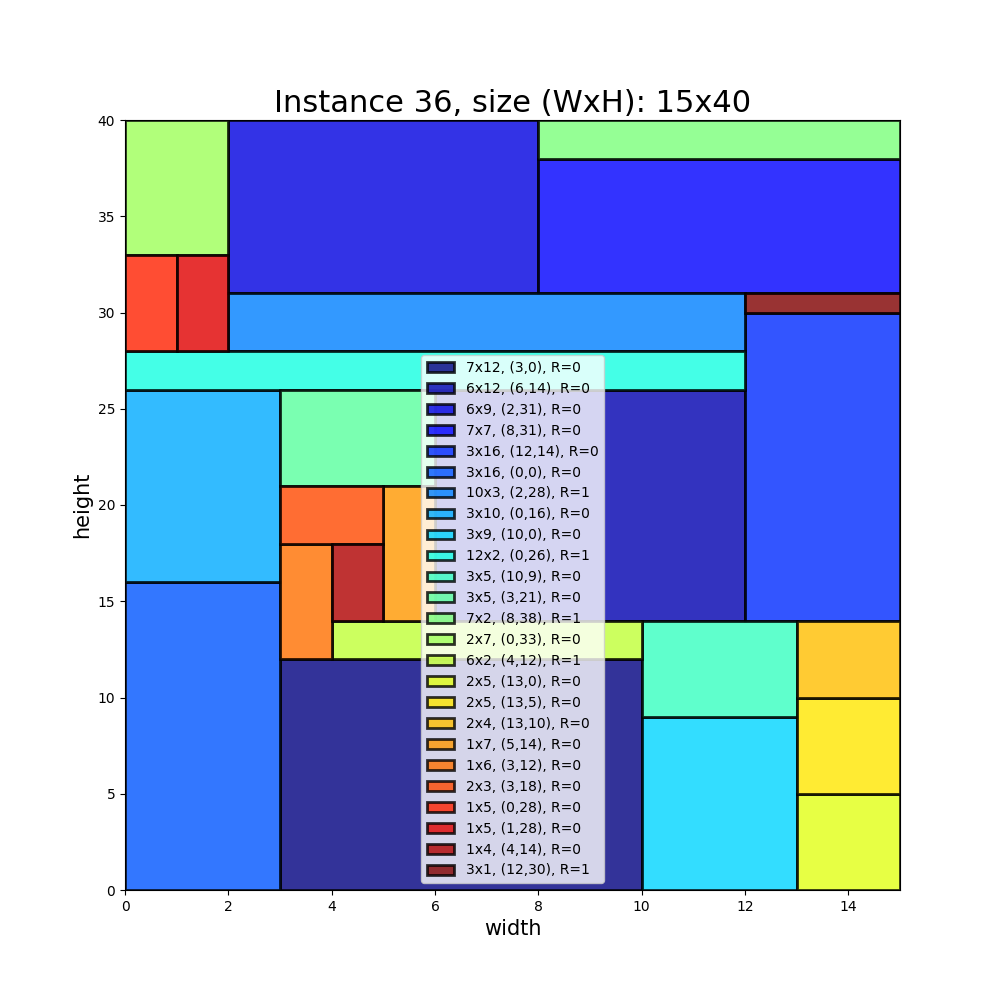 Instance 36, size (WxH): 15x40
40
35
30
25
20
15
10
5
0
height
7x12, (3,0), R=0
6x12, (6,14), R=0
6x9, (2,31), R=0
7x7, (8,31), R=0
3x16, (12,14), R=0
3x16, (0,0), R=0
10x3, (2,28), R=1
3x10, (0,16), R=0
3x9, (10,0), R=0
12x2, (0,26), R=1
3x5, (10,9), R=0
3x5, (3,21), R=0
7x2, (8,38), R=1
2x7, (0,33), R=0
6x2, (4,12), R=1
2x5, (13,0), R=0
2x5, (13,5), R=0
2x4, (13,10), R=0
1x7, (5,14), R=0
1x6, (3,12), R=0
2x3, (3,18), R=0
1x5, (0,28), R=0
1x5, (1,28), R=0
1x4, (4,14), R=0
3x1, (12,30), R=1
0 2 4 6 8 10 12 14
width